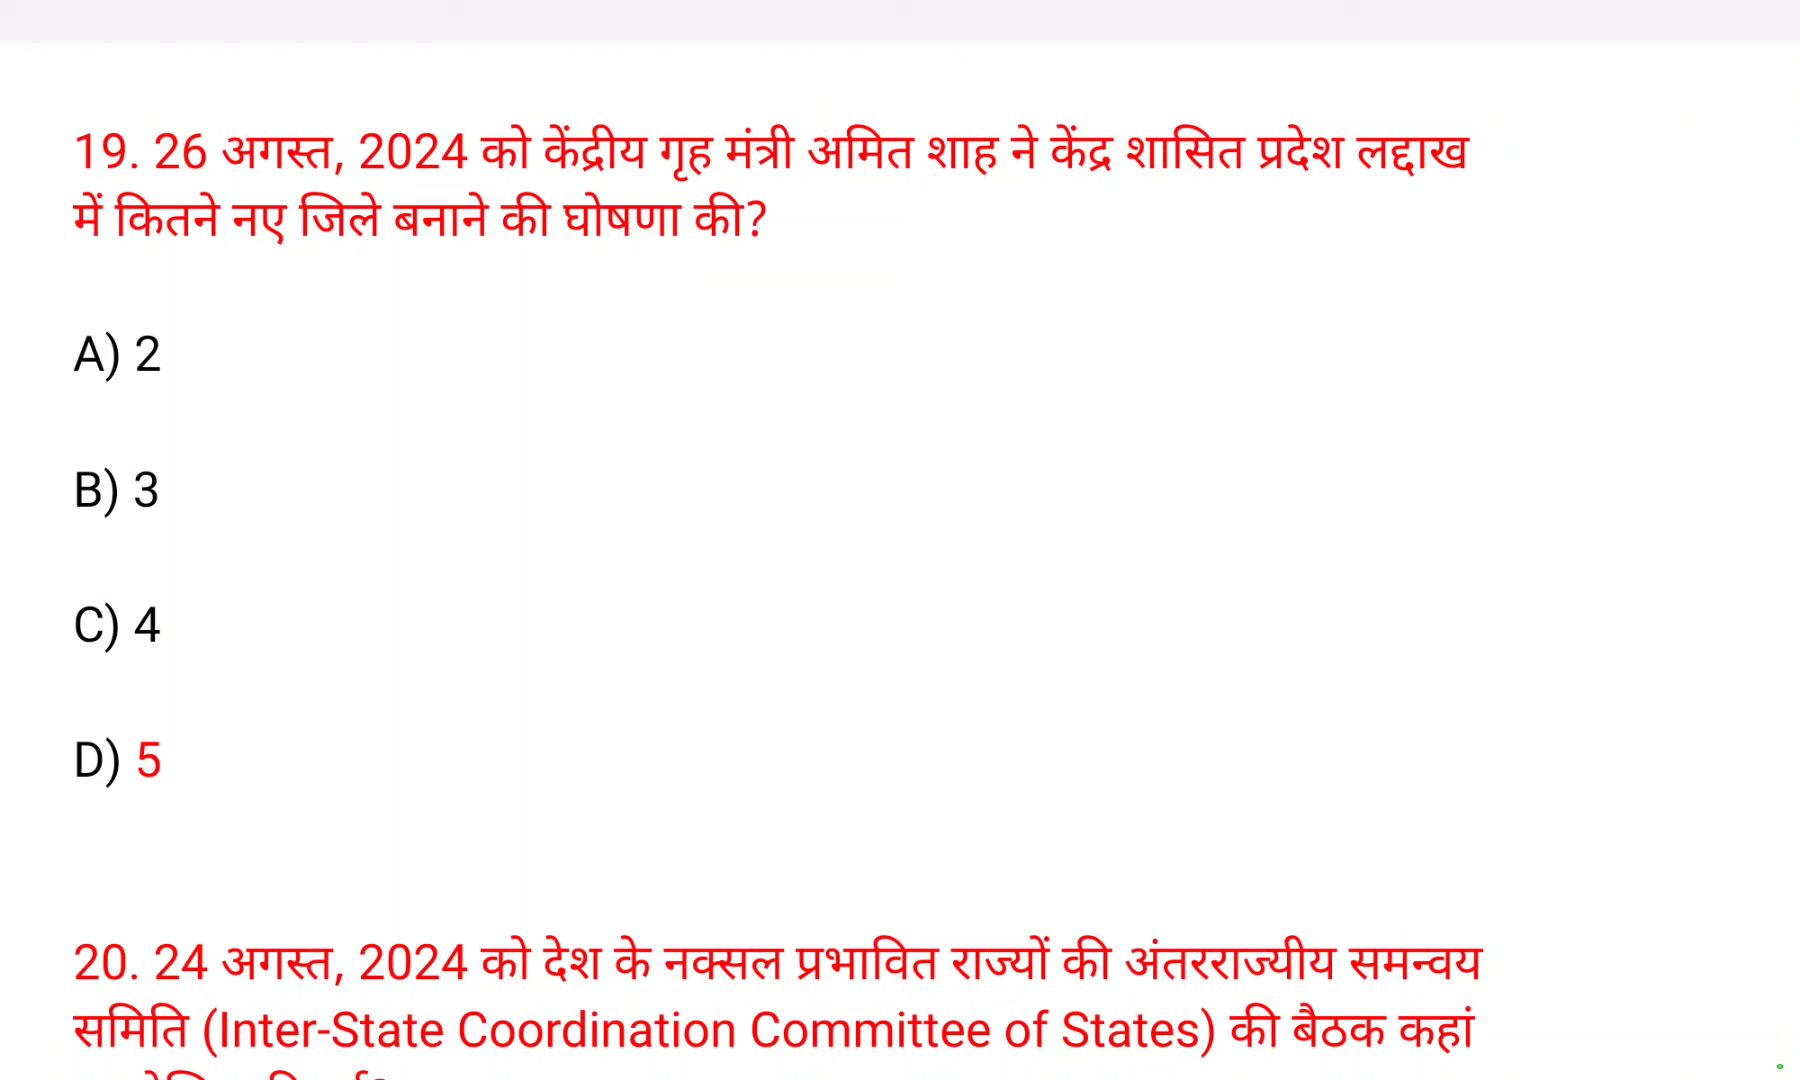 19. 26 अगस्त, 2024 को केंद्रीय गृह मंत्री अमित शाह ने केंद्र शासित प्रदेश लद्दाख
में कितने नए जिले बनाने की घोषणा की?
A) 2
B) 3
C) 4
D) 5
20. 24 अगस्त, 2024 को देश के नक्सल प्रभावित राज्यों की अंतरराज्यीय समन्वय
समिति (Inter-State Coordination Committee of States) की बैठक कहां